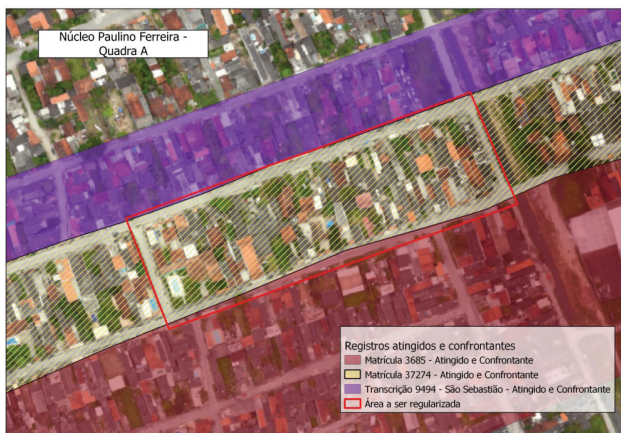 Núcleo Paulino Ferreira -
Quadra A
Registros atingidos e confrontantes
Matrícula 3685 - Atingido e Confrontante
Matrícula 37274 - Atingido e Confrontante
Transcrição 9494 - São Sebastião - Atingido e Confrontante
Área a ser regularizada